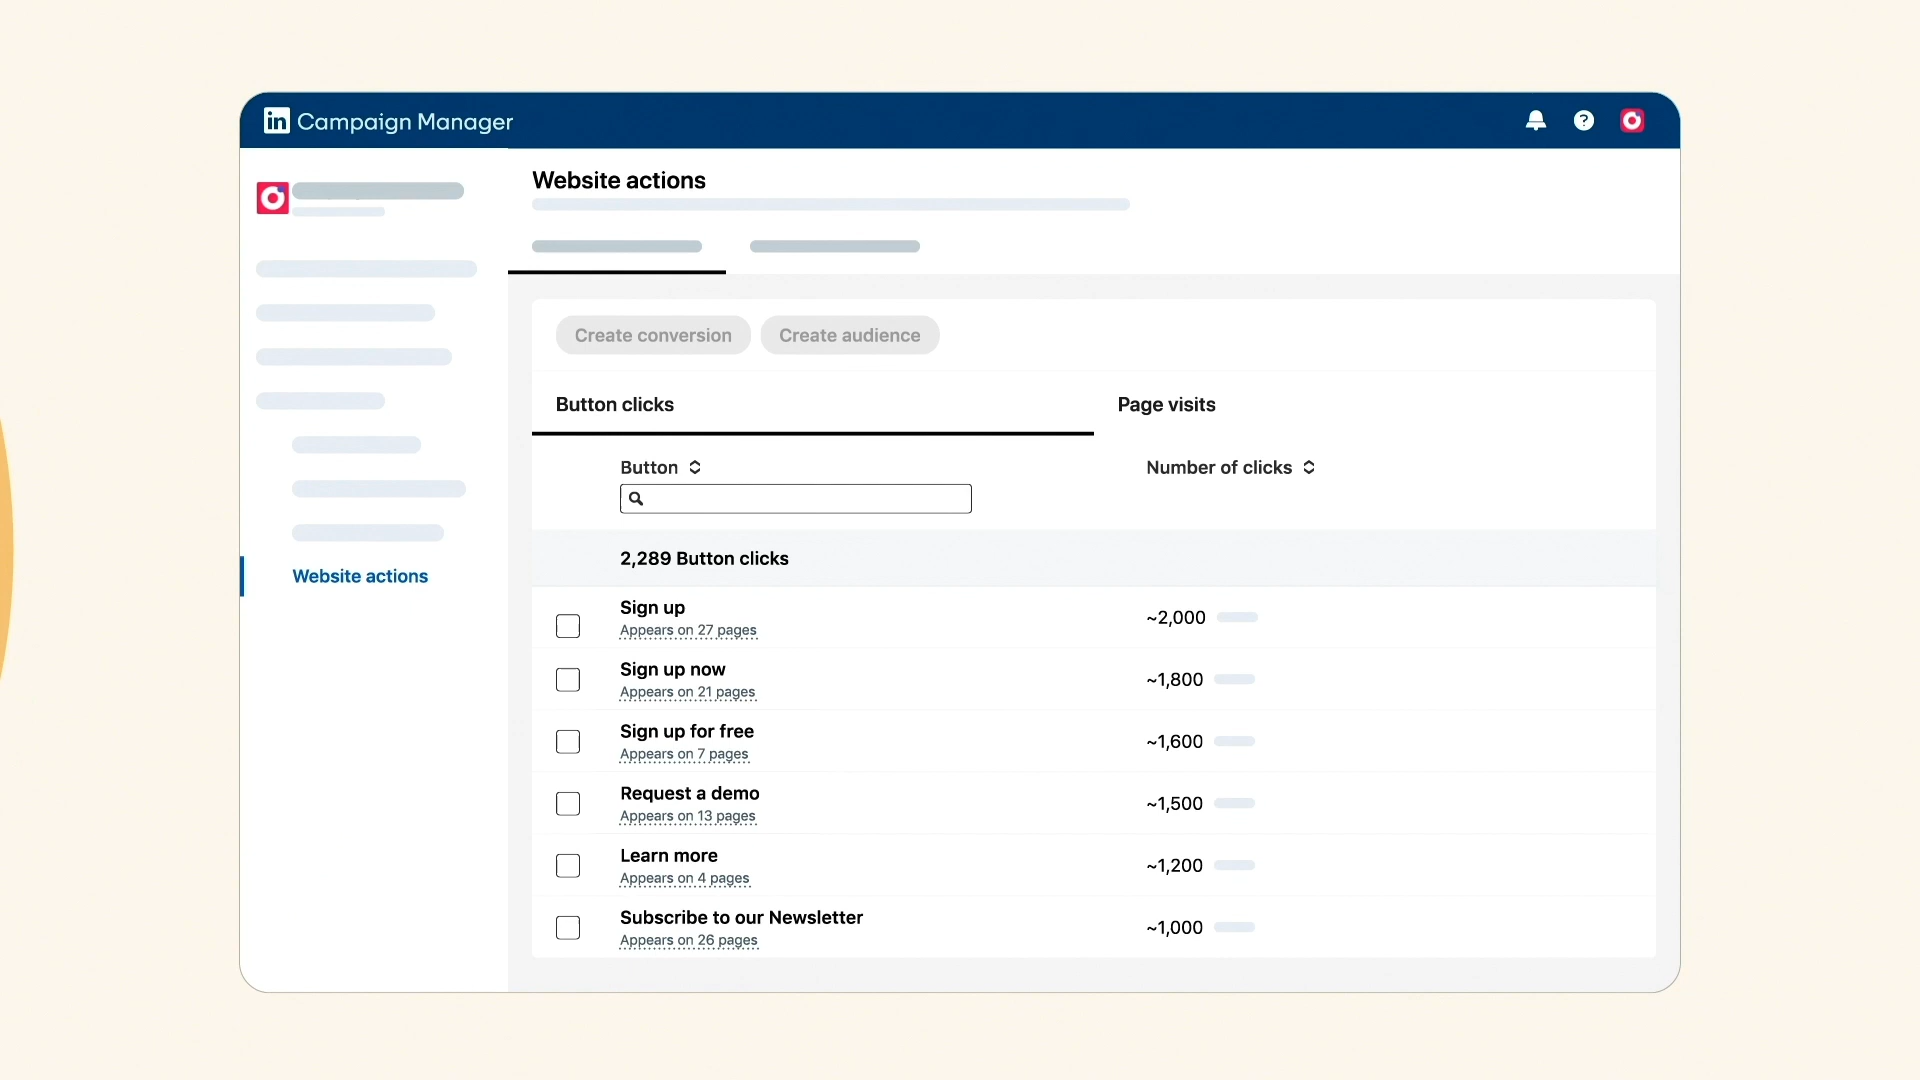 in Campaign Manager
?
Website actions
Create conversion
Create audience
Button clicks
Page visits
Button
Number of clicks
2,289 Button clicks
Sign up
Appears on 27 pages
~2,000
Sign up now
Appears on 21 pages
~1,800
Sign up for free
Appears on 7 pages
~1,600
Request a demo
Appears on 13 pages
~1,500
Learn more
Appears on 4 pages
~1,200
Subscribe to our Newsletter
Appears on 26 pages
~1,000
Website actions